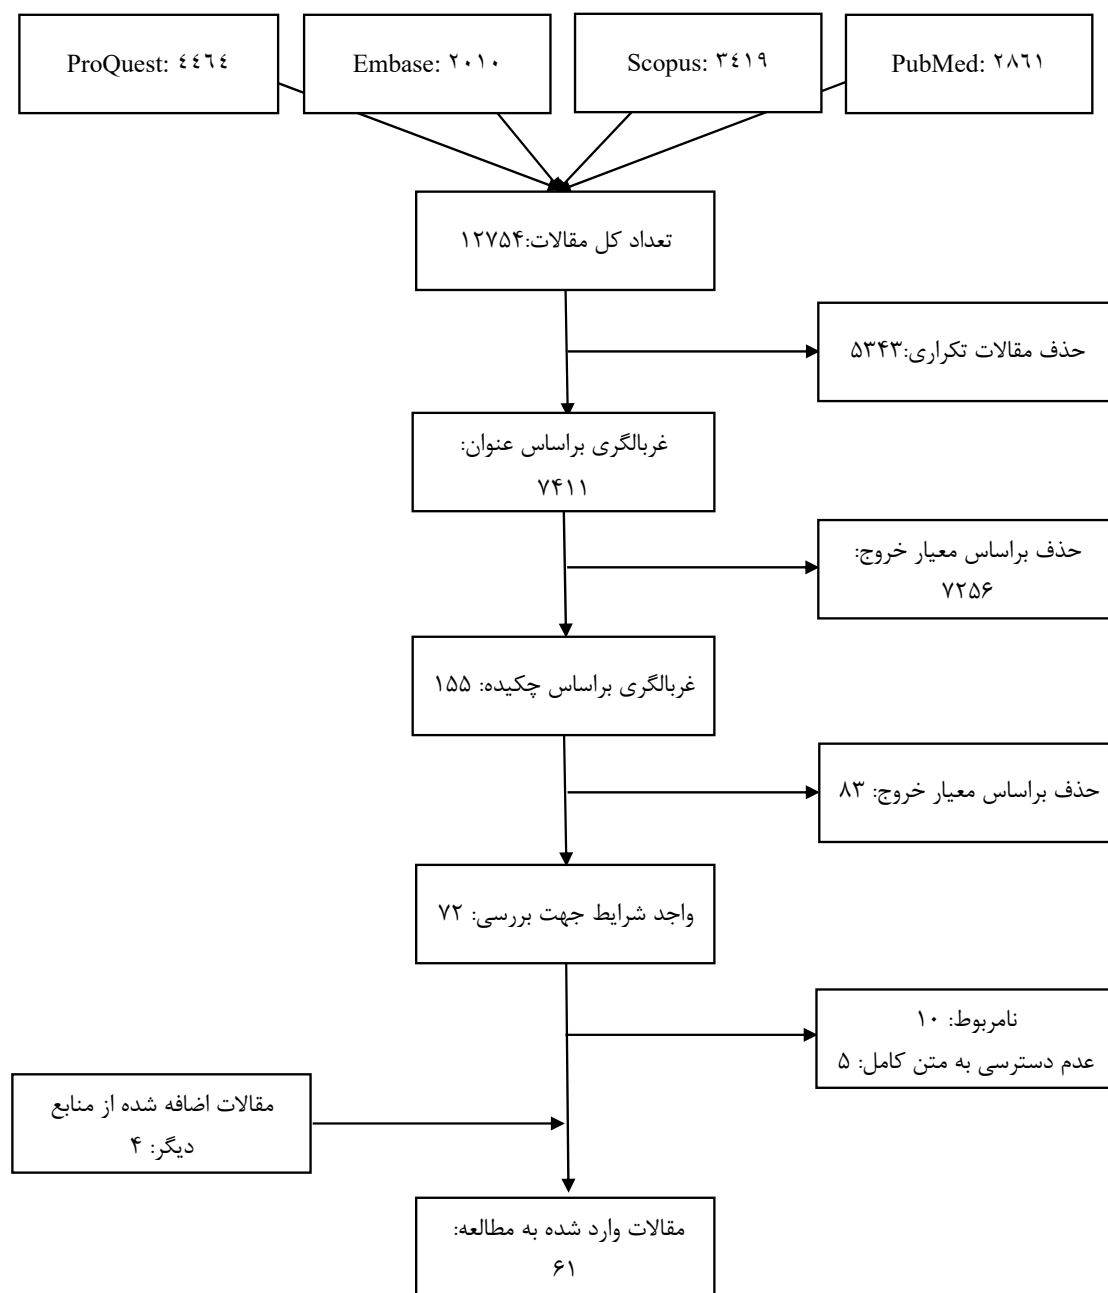 ProQuest: ٤٤٦٤
Embase: ٢٠١٠
Scopus: ٣٤١٩
PubMed: ٢٨٦١
تعداد کل مقالات:۱۲۷۵۴
حذف مقالات تکراری:۵۳۴۳
غربالگری براساس عنوان:
۷۴۱۱
حذف براساس معیار خروج:
۷۲۵۶
غربالگری براساس چکیده: ۱۵۵
حذف براساس معیار خروج: ۸۳
واجد شرایط جهت بررسی: ۷۲
نامربوط: ۱۰
عدم دسترسی به متن کامل: ۵
مقالات اضافه شده از منابع
دیگر: ۴
مقالات وارد شده به مطالعه:
۶۱